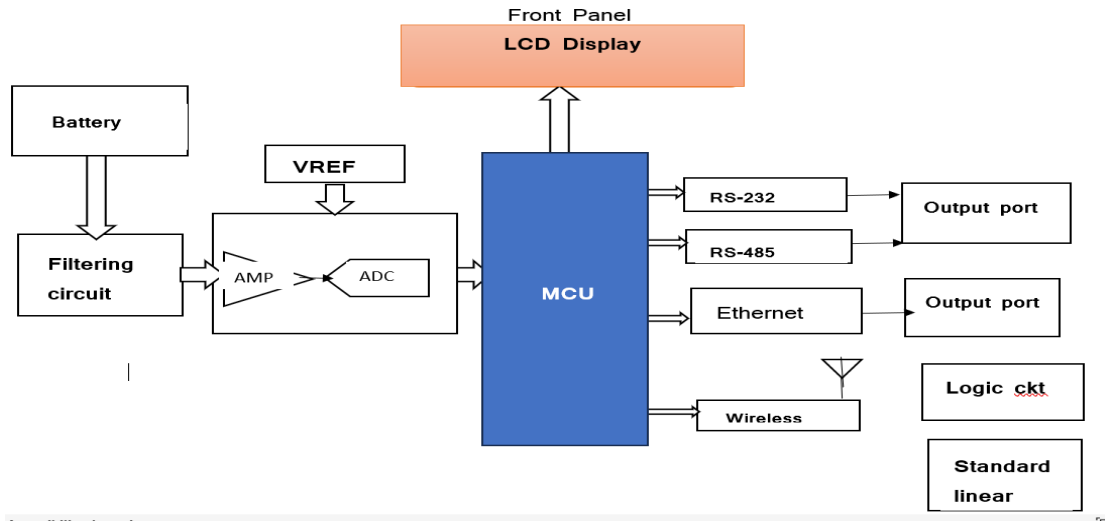 Front Panel
LCD Display
Battery
VREF
Filtering
circuit
AMP
ADC
MCU
RS-232
RS-485
Ethernet
Wireless
Output port
Output port
Logic ckt
Standard
linear